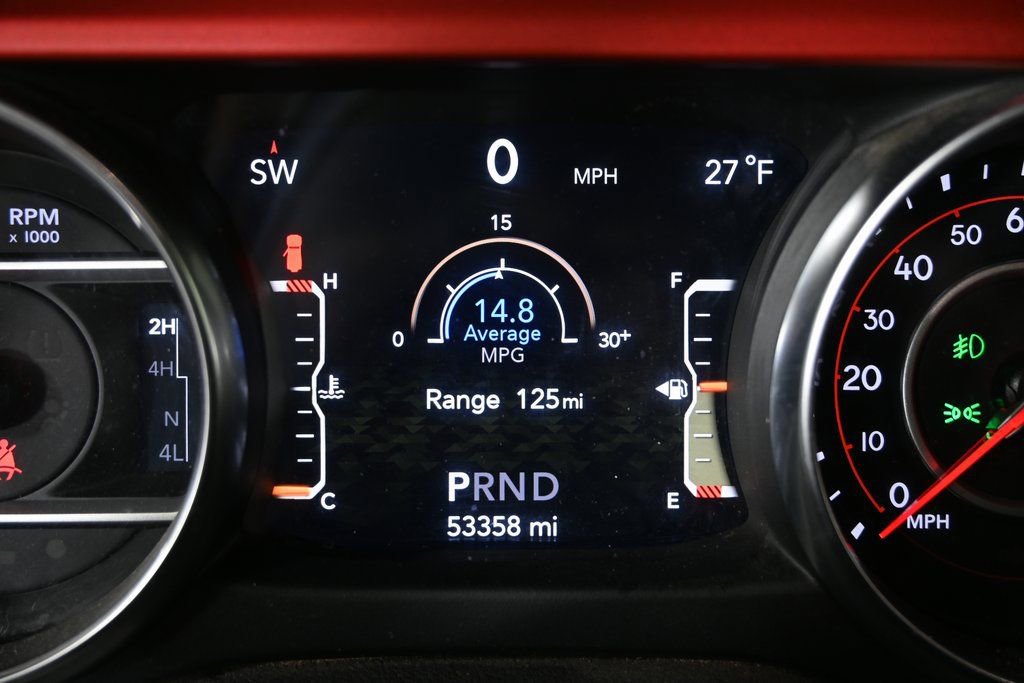 SW
0 MPH
27 °F
RPM
x 1000
2H
4H
N
4L
H
C
15
0
30+
14.8
Average
MPG
Range 125 mi
F
E
PRND
53358 mi
0
10
20
30
40
50
6
MPH